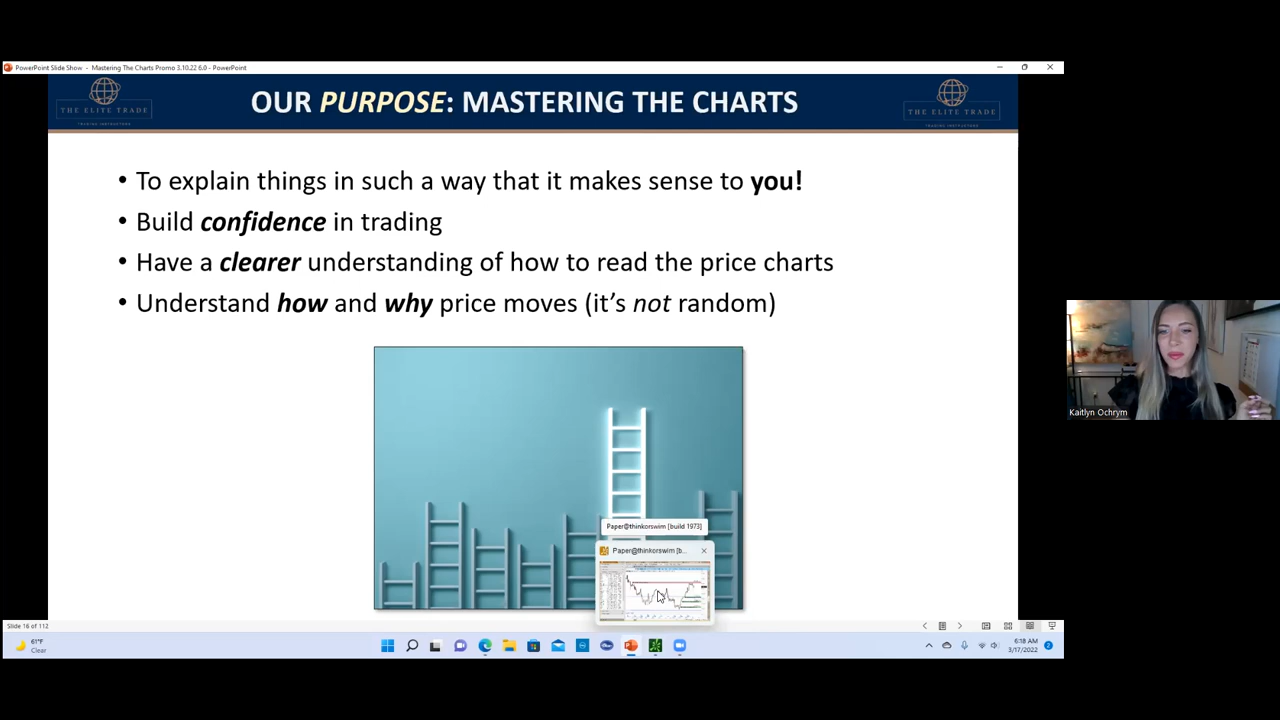 PowerPoint Slide Show - Mastering The Charts Promo 3.10.22 6.0 - PowerPoint
THE ELITE TRADE
OUR PURPOSE: MASTERING THE CHARTS
THE ELITE TRADE
• To explain things in such a way that it makes sense to you!
• Build confidence in trading
• Have a clearer understanding of how to read the price charts
• Understand how and why price moves (it's not random)
Kaitlyn Ochrym
Paper@thinkorswim [build 1973]
Paper@thinkorswim [b...
Slide 16 of 112
61°F
Clear
6:18 AM
3/17/2022
2